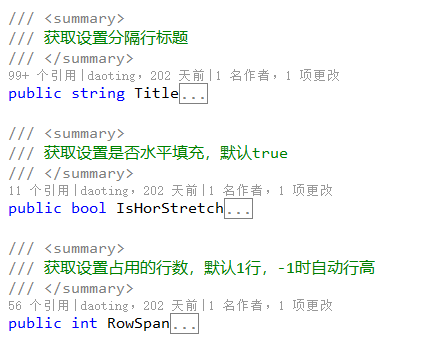 /// <summary>
/// 获取设置分隔行标题
/// </summary>
99+ 个引用|daoting，202 天前|1 名作者，1 项更改
public string Title...
/// <summary>
/// 获取设置是否水平填充，默认true
/// </summary>
11 个引用|daoting，202 天前|1 名作者，1 项更改
public bool IsHorStretch...
/// <summary>
/// 获取设置占用的行数，默认1行，-1时自动行高
/// </summary>
56 个引用|daoting，202 天前|1 名作者，1 项更改
public int RowSpan...